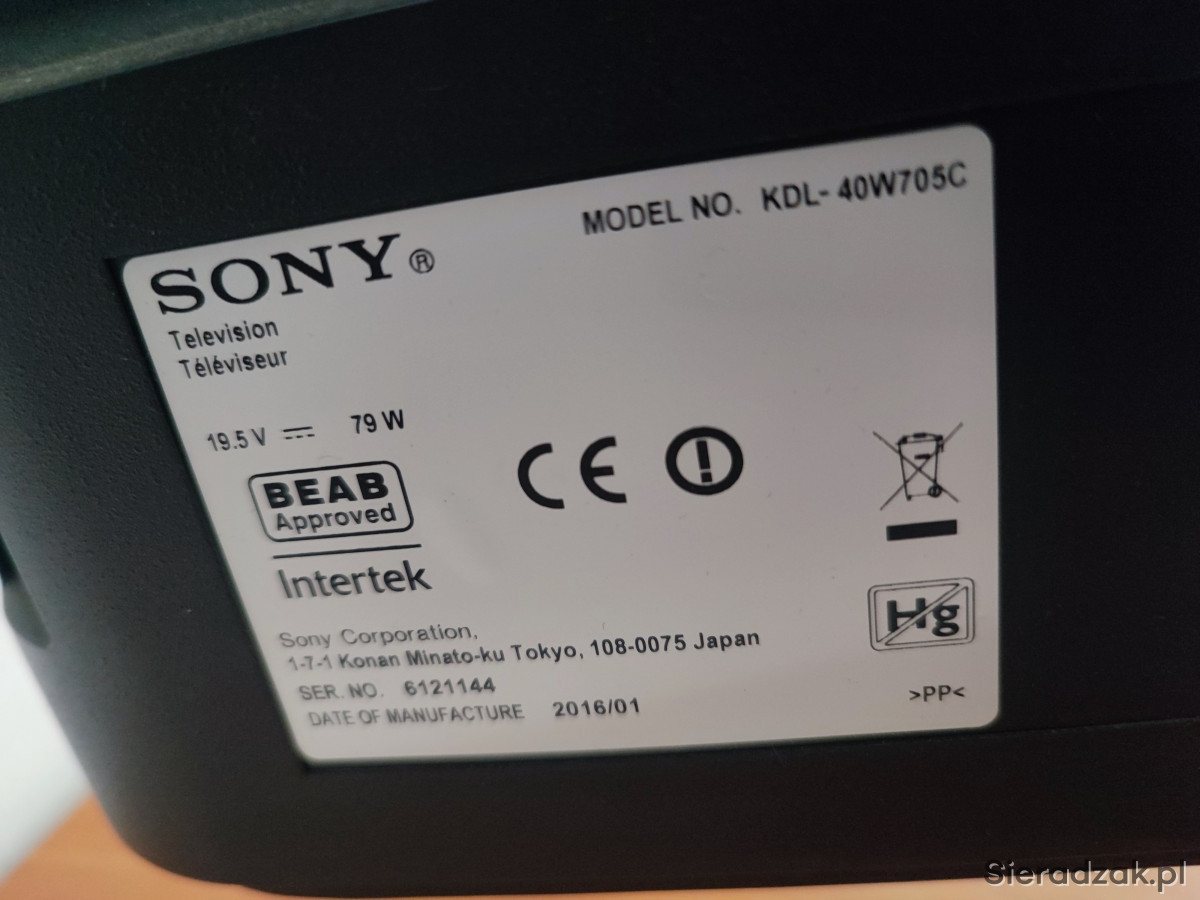 MODEL NO. KDL- 40W705C
SONY®
Television
Téléviseur
19.5 V ⎓ 79 W
BEAB
Approved
Intertek
CE
Hg
Sony Corporation,
1-7-1 Konan Minato-ku Tokyo, 108-0075 Japan
SER. NO. 6121144
DATE OF MANUFACTURE 2016/01
>PP<
Sieradzak.pl